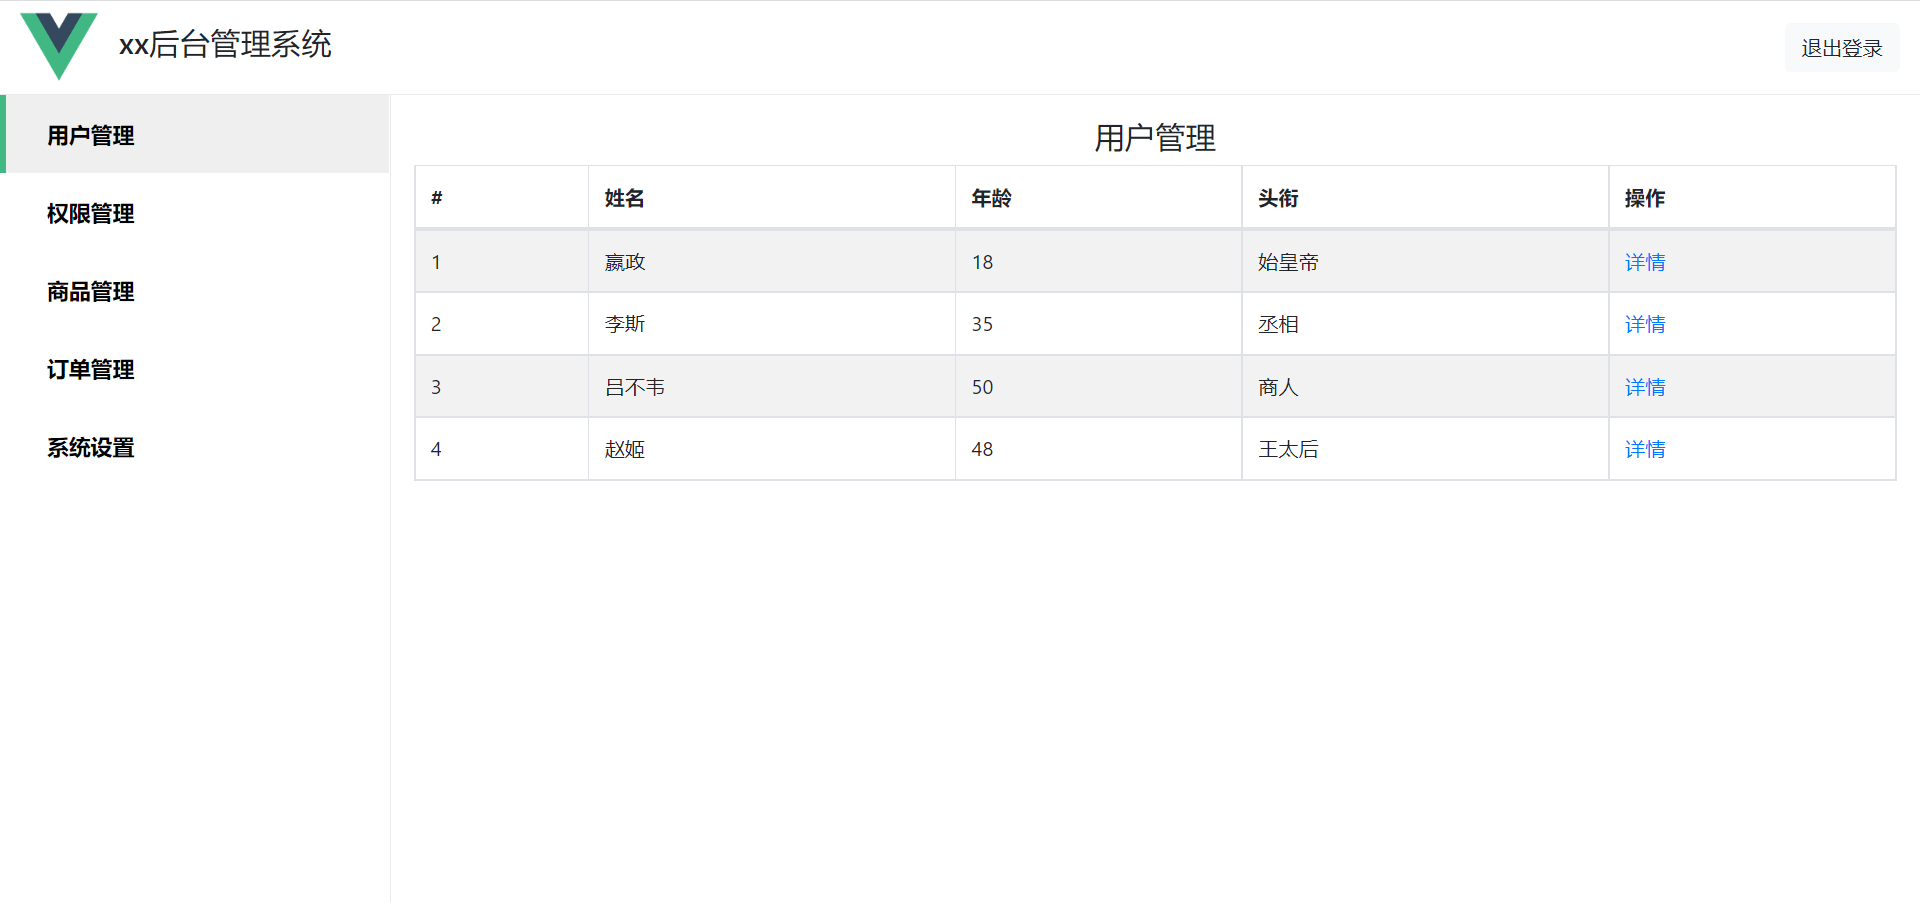 xx后台管理系统
退出登录
用户管理
权限管理
商品管理
订单管理
系统设置
用户管理
# 姓名 年龄 头衔 操作
1 嬴政 18 始皇帝 详情
2 李斯 35 丞相 详情
3 吕不韦 50 商人 详情
4 赵姬 48 王太后 详情